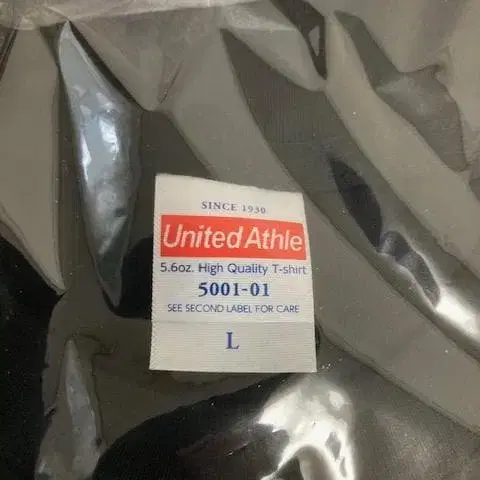 SINCE 1930
United Athle
5.6oz. High Quality T-shirt
5001-01
SEE SECOND LABEL FOR CARE
L